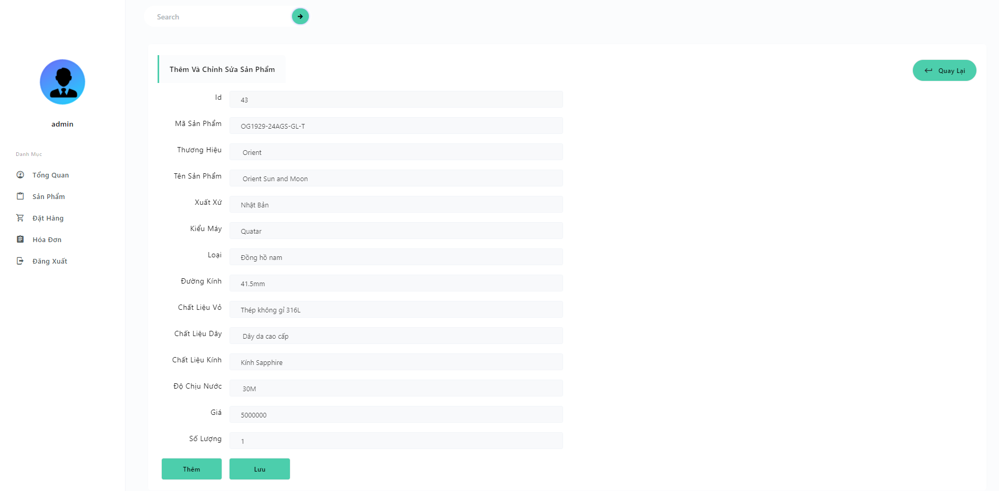 Search
Thêm Và Chỉnh Sửa Sản Phẩm
Quay Lại
admin
Danh Mục
Tổng Quan
Sản Phẩm
Đặt Hàng
Hóa Đơn
Đăng Xuất
Id 43
Mã Sản Phẩm OG1929-24AGS-GL-T
Thương Hiệu Orient
Tên Sản Phẩm Orient Sun and Moon
Xuất Xứ Nhật Bản
Kiểu Máy Quatar
Loại Đồng hồ nam
Đường Kính 41.5mm
Chất Liệu Vỏ Thép không gỉ 316L
Chất Liệu Dây Dây da cao cấp
Chất Liệu Kính Kính Sapphire
Độ Chịu Nước 30M
Giá 5000000
Số Lượng 1
Thêm Lưu